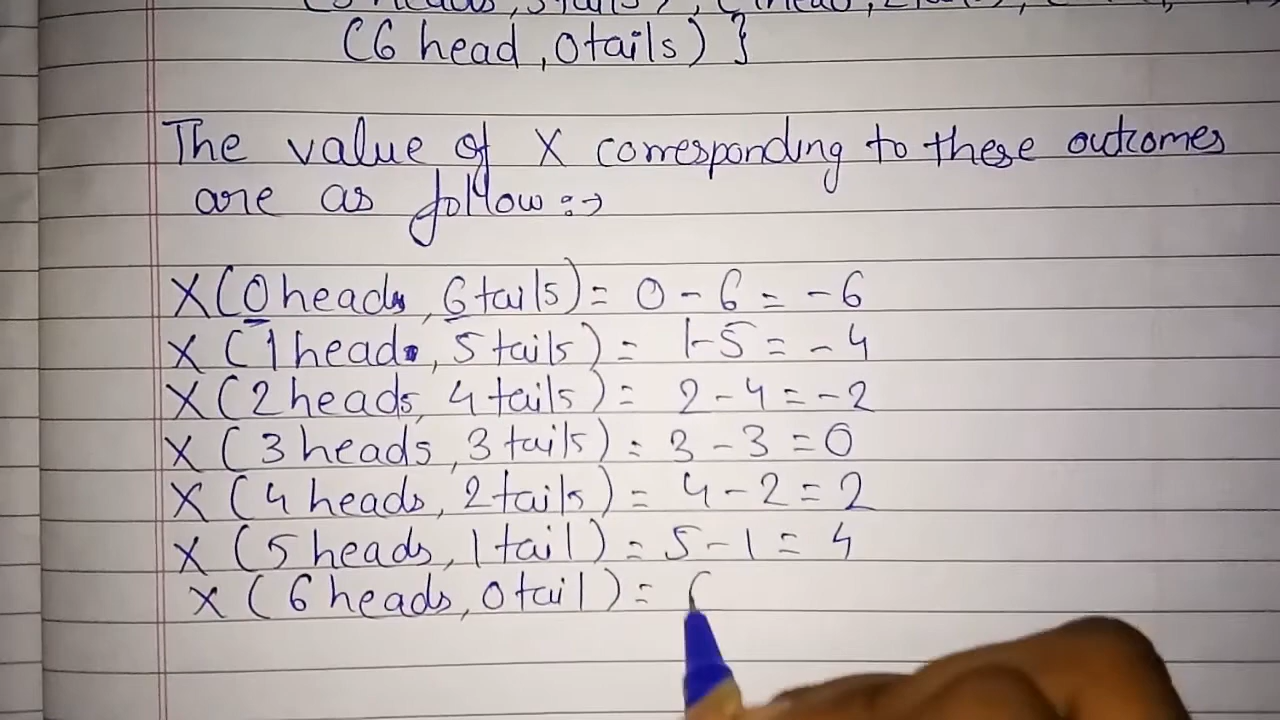 (6 head, 0 tails) }
The value of X corresponding to these outcomes
are as follow :→
X (0 heads, 6 tails) = 0 - 6 = - 6
X (1 head, 5 tails) = 1 - 5 = - 4
X (2 heads, 4 tails) = 2 - 4 = - 2
X (3 heads, 3 tails) = 3 - 3 = 0
X (4 heads, 2 tails) = 4 - 2 = 2
X (5 heads, 1 tail) = 5 - 1 = 4
X (6 heads, 0 tail) =